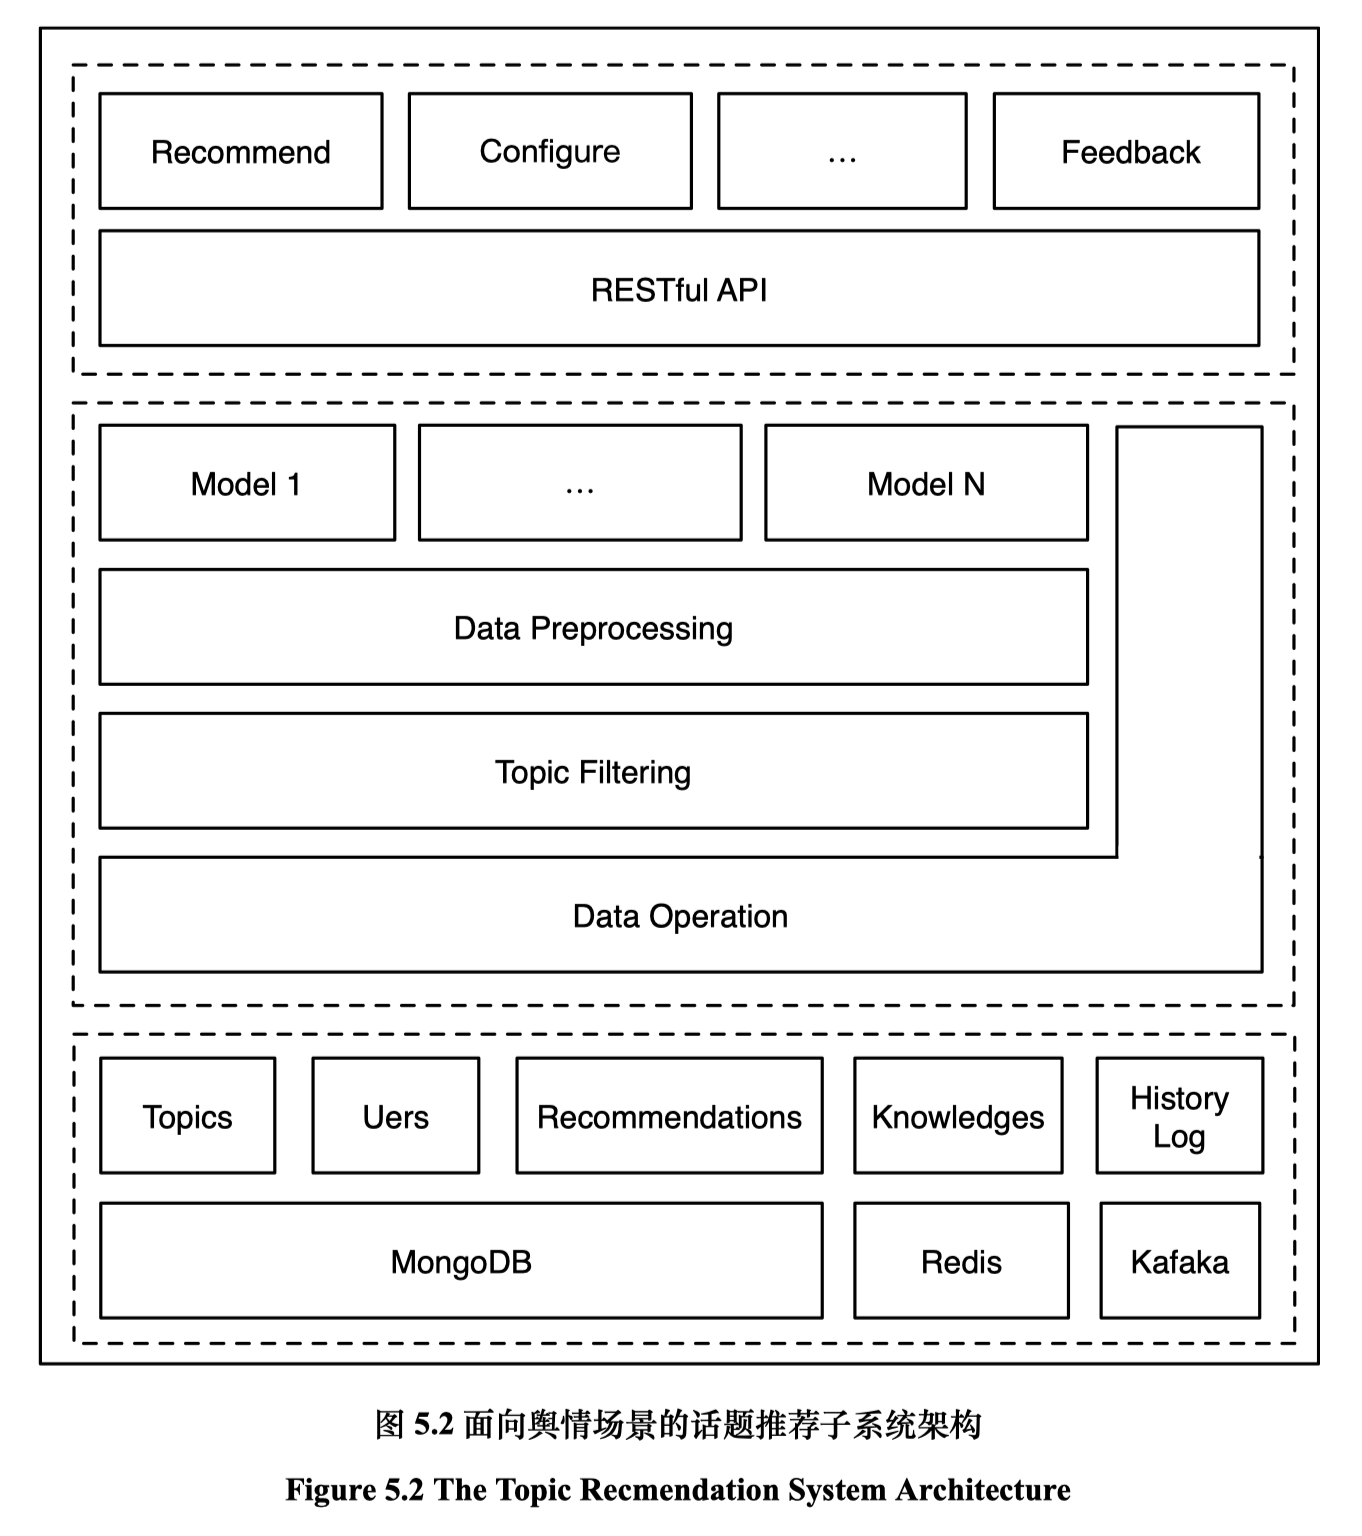 Recommend
Configure
...
Feedback
RESTful API
Model 1
...
Model N
Data Preprocessing
Topic Filtering
Data Operation
Topics
Uers
Recommendations
Knowledges
History
Log
MongoDB
Redis
Kafaka
图 5.2 面向舆情场景的话题推荐子系统架构
Figure 5.2 The Topic Recmendation System Architecture